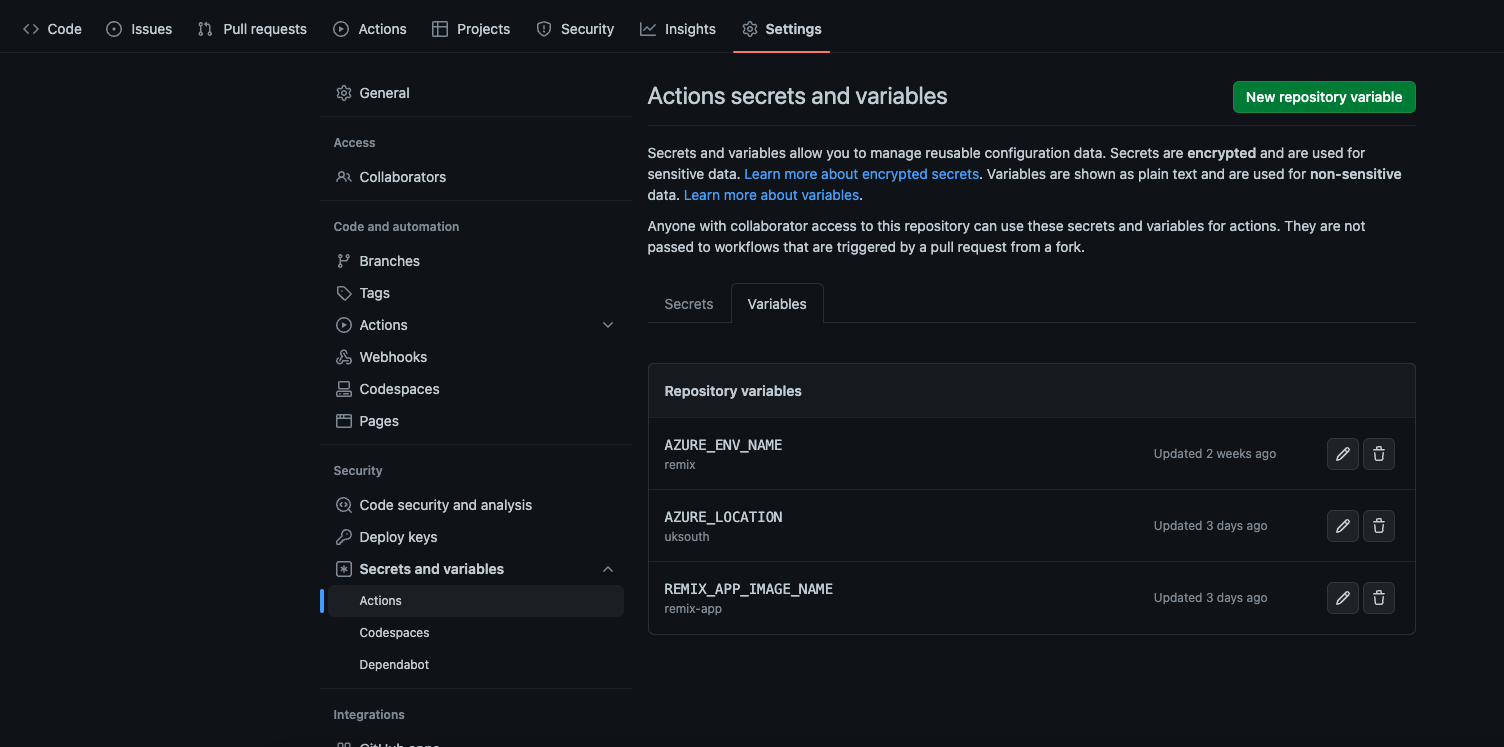 Code Issues Pull requests Actions Projects Security Insights Settings
General
Access
Collaborators
Code and automation
Branches
Tags
Actions
Webhooks
Codespaces
Pages
Security
Code security and analysis
Deploy keys
Secrets and variables
Actions
Codespaces
Dependabot
Integrations
GitHub apps
Actions secrets and variables
New repository variable
Secrets and variables allow you to manage reusable configuration data. Secrets are encrypted and are used for
sensitive data. Learn more about encrypted secrets. Variables are shown as plain text and are used for non-sensitive
data. Learn more about variables.
Anyone with collaborator access to this repository can use these secrets and variables for actions. They are not
passed to workflows that are triggered by a pull request from a fork.
Secrets Variables
Repository variables
AZURE_ENV_NAME
remix
Updated 2 weeks ago
AZURE_LOCATION
uksouth
Updated 3 days ago
REMIX_APP_IMAGE_NAME
remix-app
Updated 3 days ago